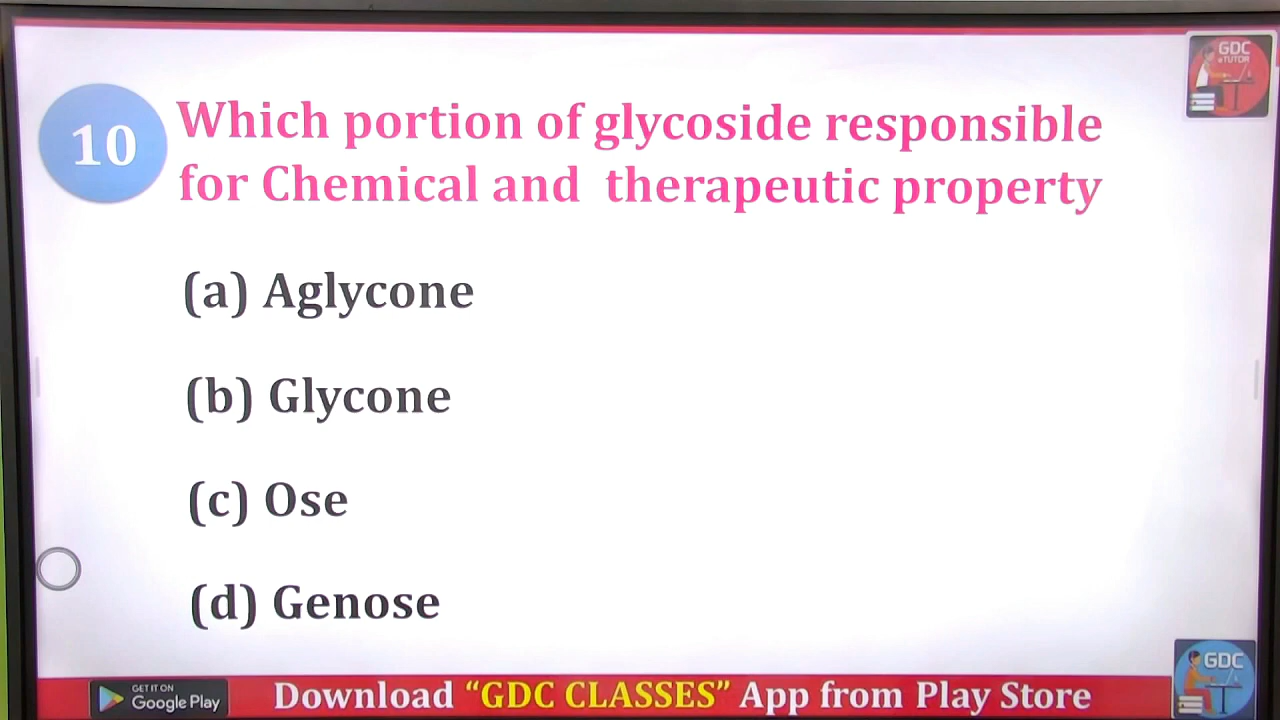 GDC
eTUTOR
10
Which portion of glycoside responsible
for Chemical and therapeutic property
(a) Aglycone
(b) Glycone
(c) Ose
(d) Genose
GDC
GET IT ON
Google Play
Download “GDC CLASSES” App from Play Store